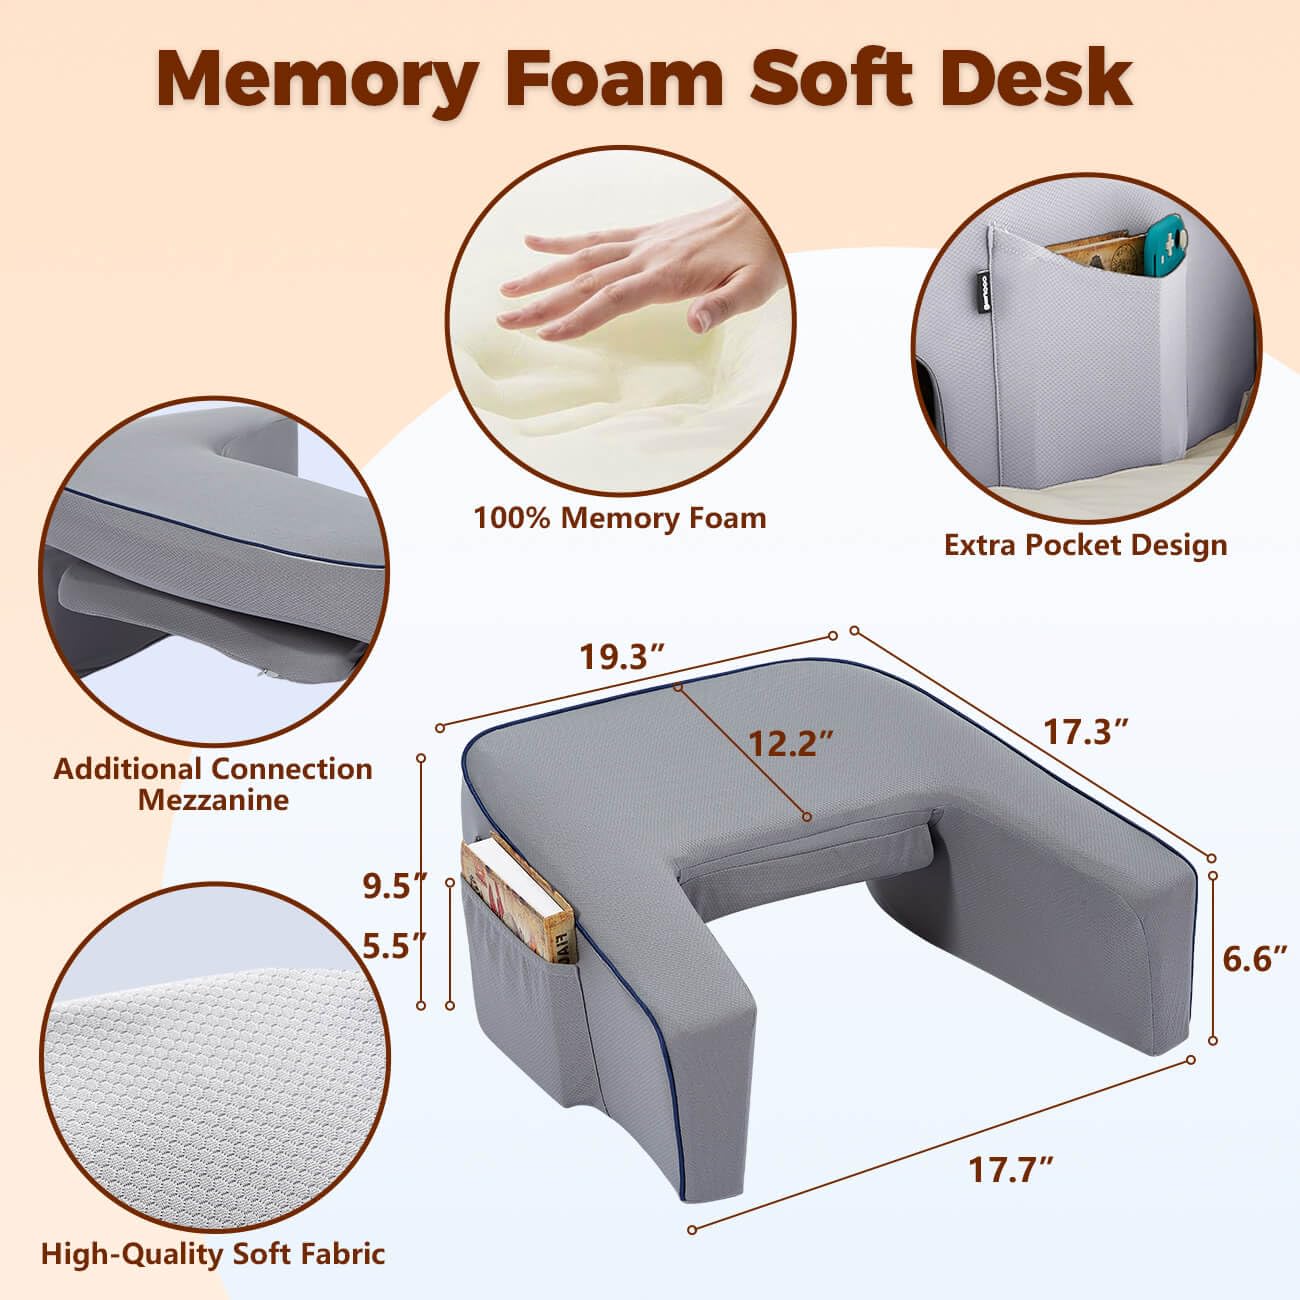 Memory Foam Soft Desk
100% Memory Foam
Extra Pocket Design
Additional Connection
Mezzanine
19.3”
17.3”
12.2”
9.5”
5.5”
6.6”
17.7”
High-Quality Soft Fabric